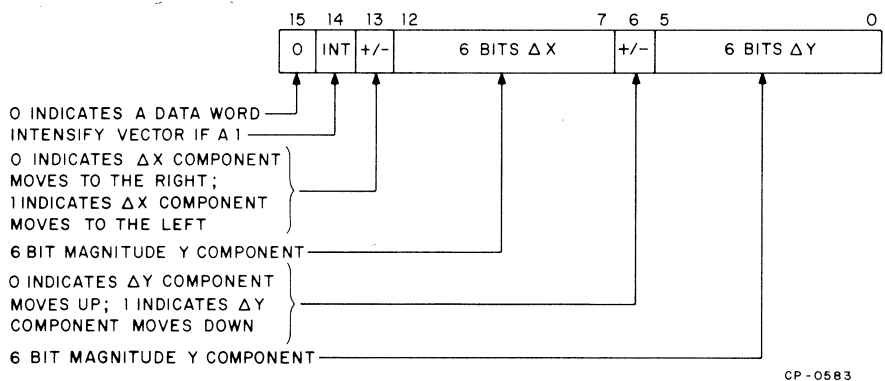 15 14 13 12 7 6 5 0
0 INT +/- 6 BITS ΔX +/- 6 BITS ΔY
0 INDICATES A DATA WORD
INTENSIFY VECTOR IF A 1
0 INDICATES ΔX COMPONENT
MOVES TO THE RIGHT;
1 INDICATES ΔX COMPONENT
MOVES TO THE LEFT
6 BIT MAGNITUDE Y COMPONENT
0 INDICATES ΔY COMPONENT
MOVES UP; 1 INDICATES ΔY
COMPONENT MOVES DOWN
6 BIT MAGNITUDE Y COMPONENT
CP-0583